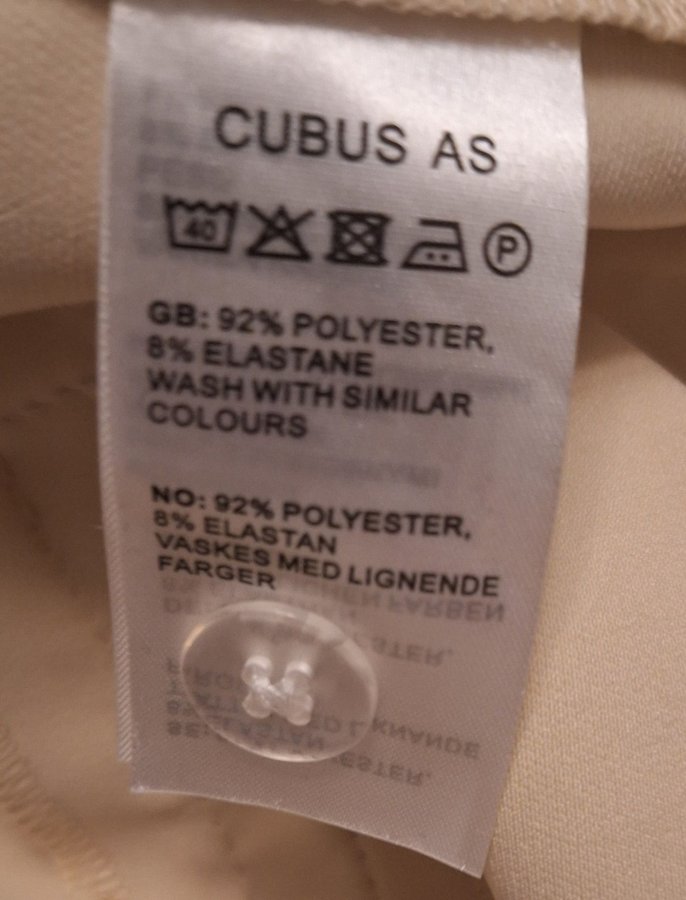 CUBUS AS
40 P
GB: 92% POLYESTER,
8% ELASTANE
WASH WITH SIMILAR
COLOURS
NO: 92% POLYESTER,
8% ELASTAN
VASKES MED LIGNENDE
FARGER